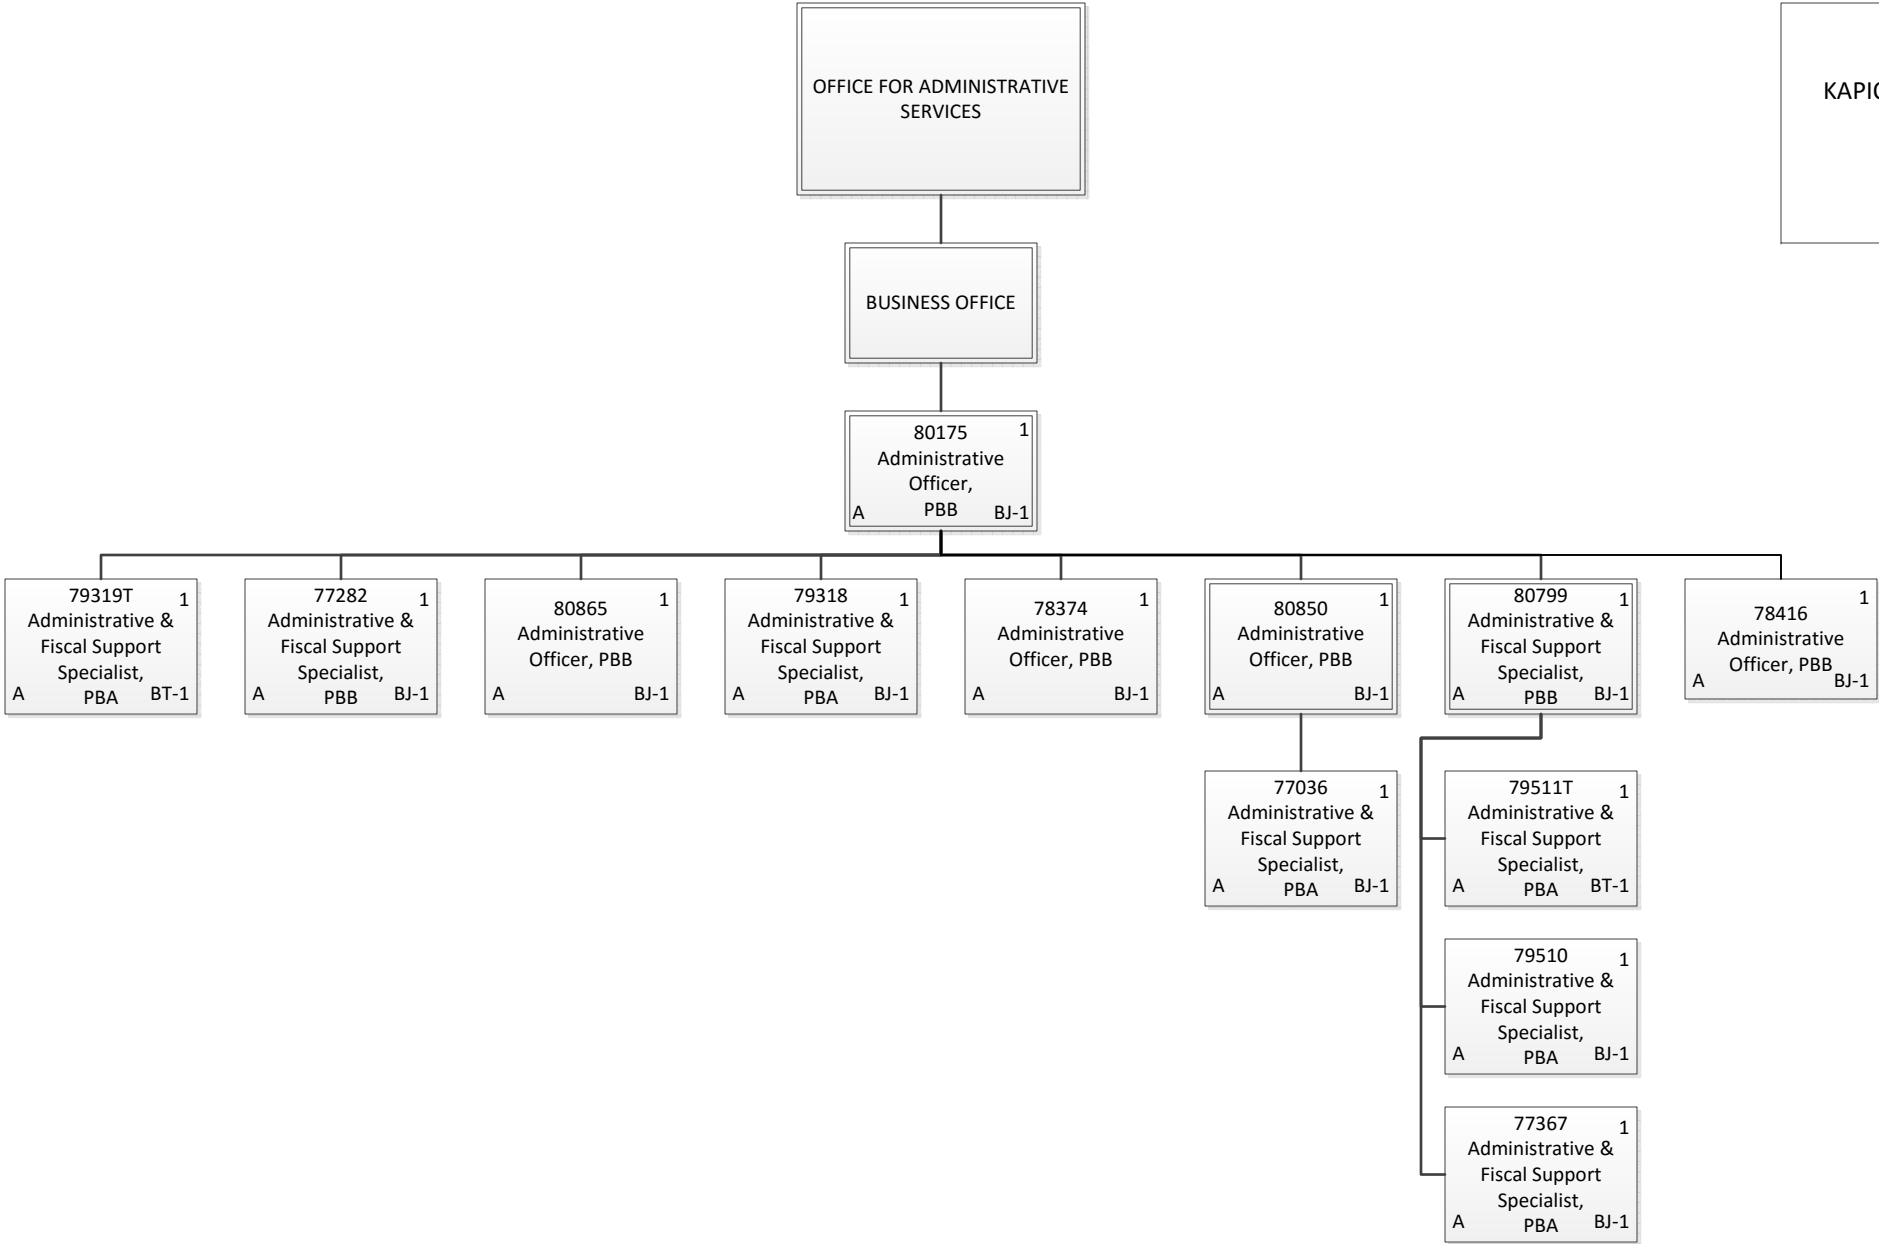 OFFICE FOR ADMINISTRATIVE
SERVICES
BUSINESS OFFICE
80175 1
Administrative
Officer,
A PBB BJ-1
79319T 1
Administrative &
Fiscal Support
Specialist,
A PBA BT-1
77282 1
Administrative &
Fiscal Support
Specialist,
A PBB BJ-1
80865 1
Administrative
Officer, PBB
A BJ-1
79318 1
Administrative &
Fiscal Support
Specialist,
A PBA BJ-1
78374 1
Administrative
Officer, PBB
A BJ-1
80850 1
Administrative
Officer, PBB
A BJ-1
80799 1
Administrative &
Fiscal Support
Specialist,
A PBB BJ-1
78416 1
Administrative
Officer, PBB
A BJ-1
77036 1
Administrative &
Fiscal Support
Specialist,
A PBA BJ-1
79511T 1
Administrative &
Fiscal Support
Specialist,
A PBA BT-1
79510 1
Administrative &
Fiscal Support
Specialist,
A PBA BJ-1
77367 1
Administrative &
Fiscal Support
Specialist,
A PBA BJ-1